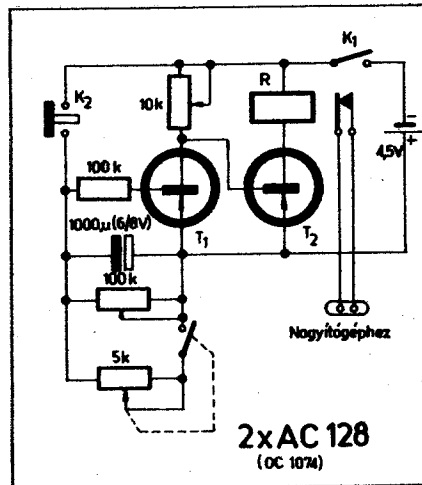 K₁
K₂
10k
R
4,5V
−
+
100k
T₁
T₂
1000µ(6/8V)
100k
5k
Nagyítógéphez
2xAC 128
(OC 1074)